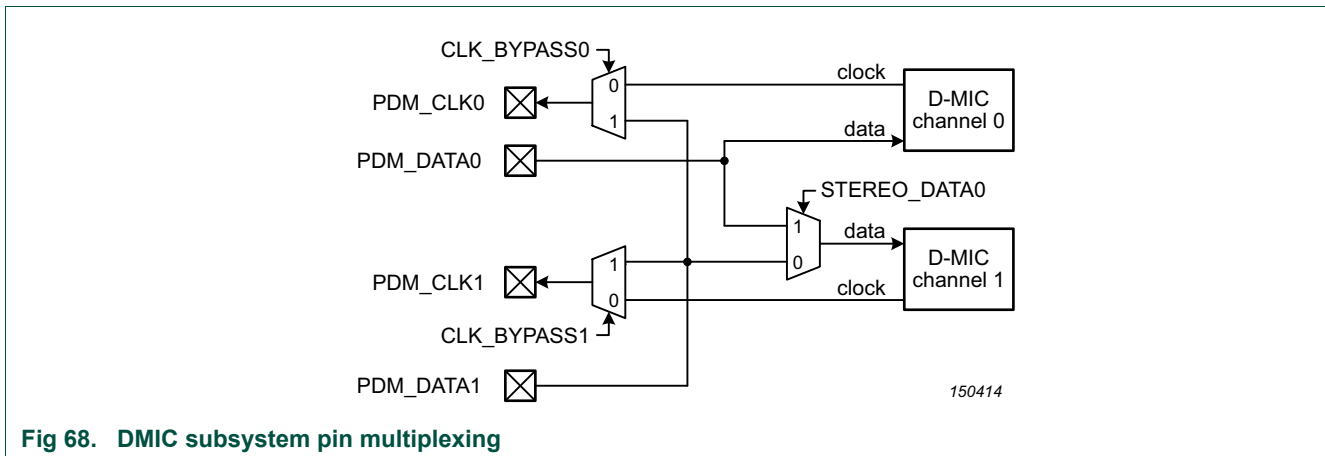 CLK_BYPASS0
PDM_CLK0
0
1
clock
D-MIC
channel 0
data
PDM_DATA0
STEREO_DATA0
1
0
data
D-MIC
channel 1
clock
PDM_CLK1
1
0
CLK_BYPASS1
PDM_DATA1
150414
Fig 68. DMIC subsystem pin multiplexing